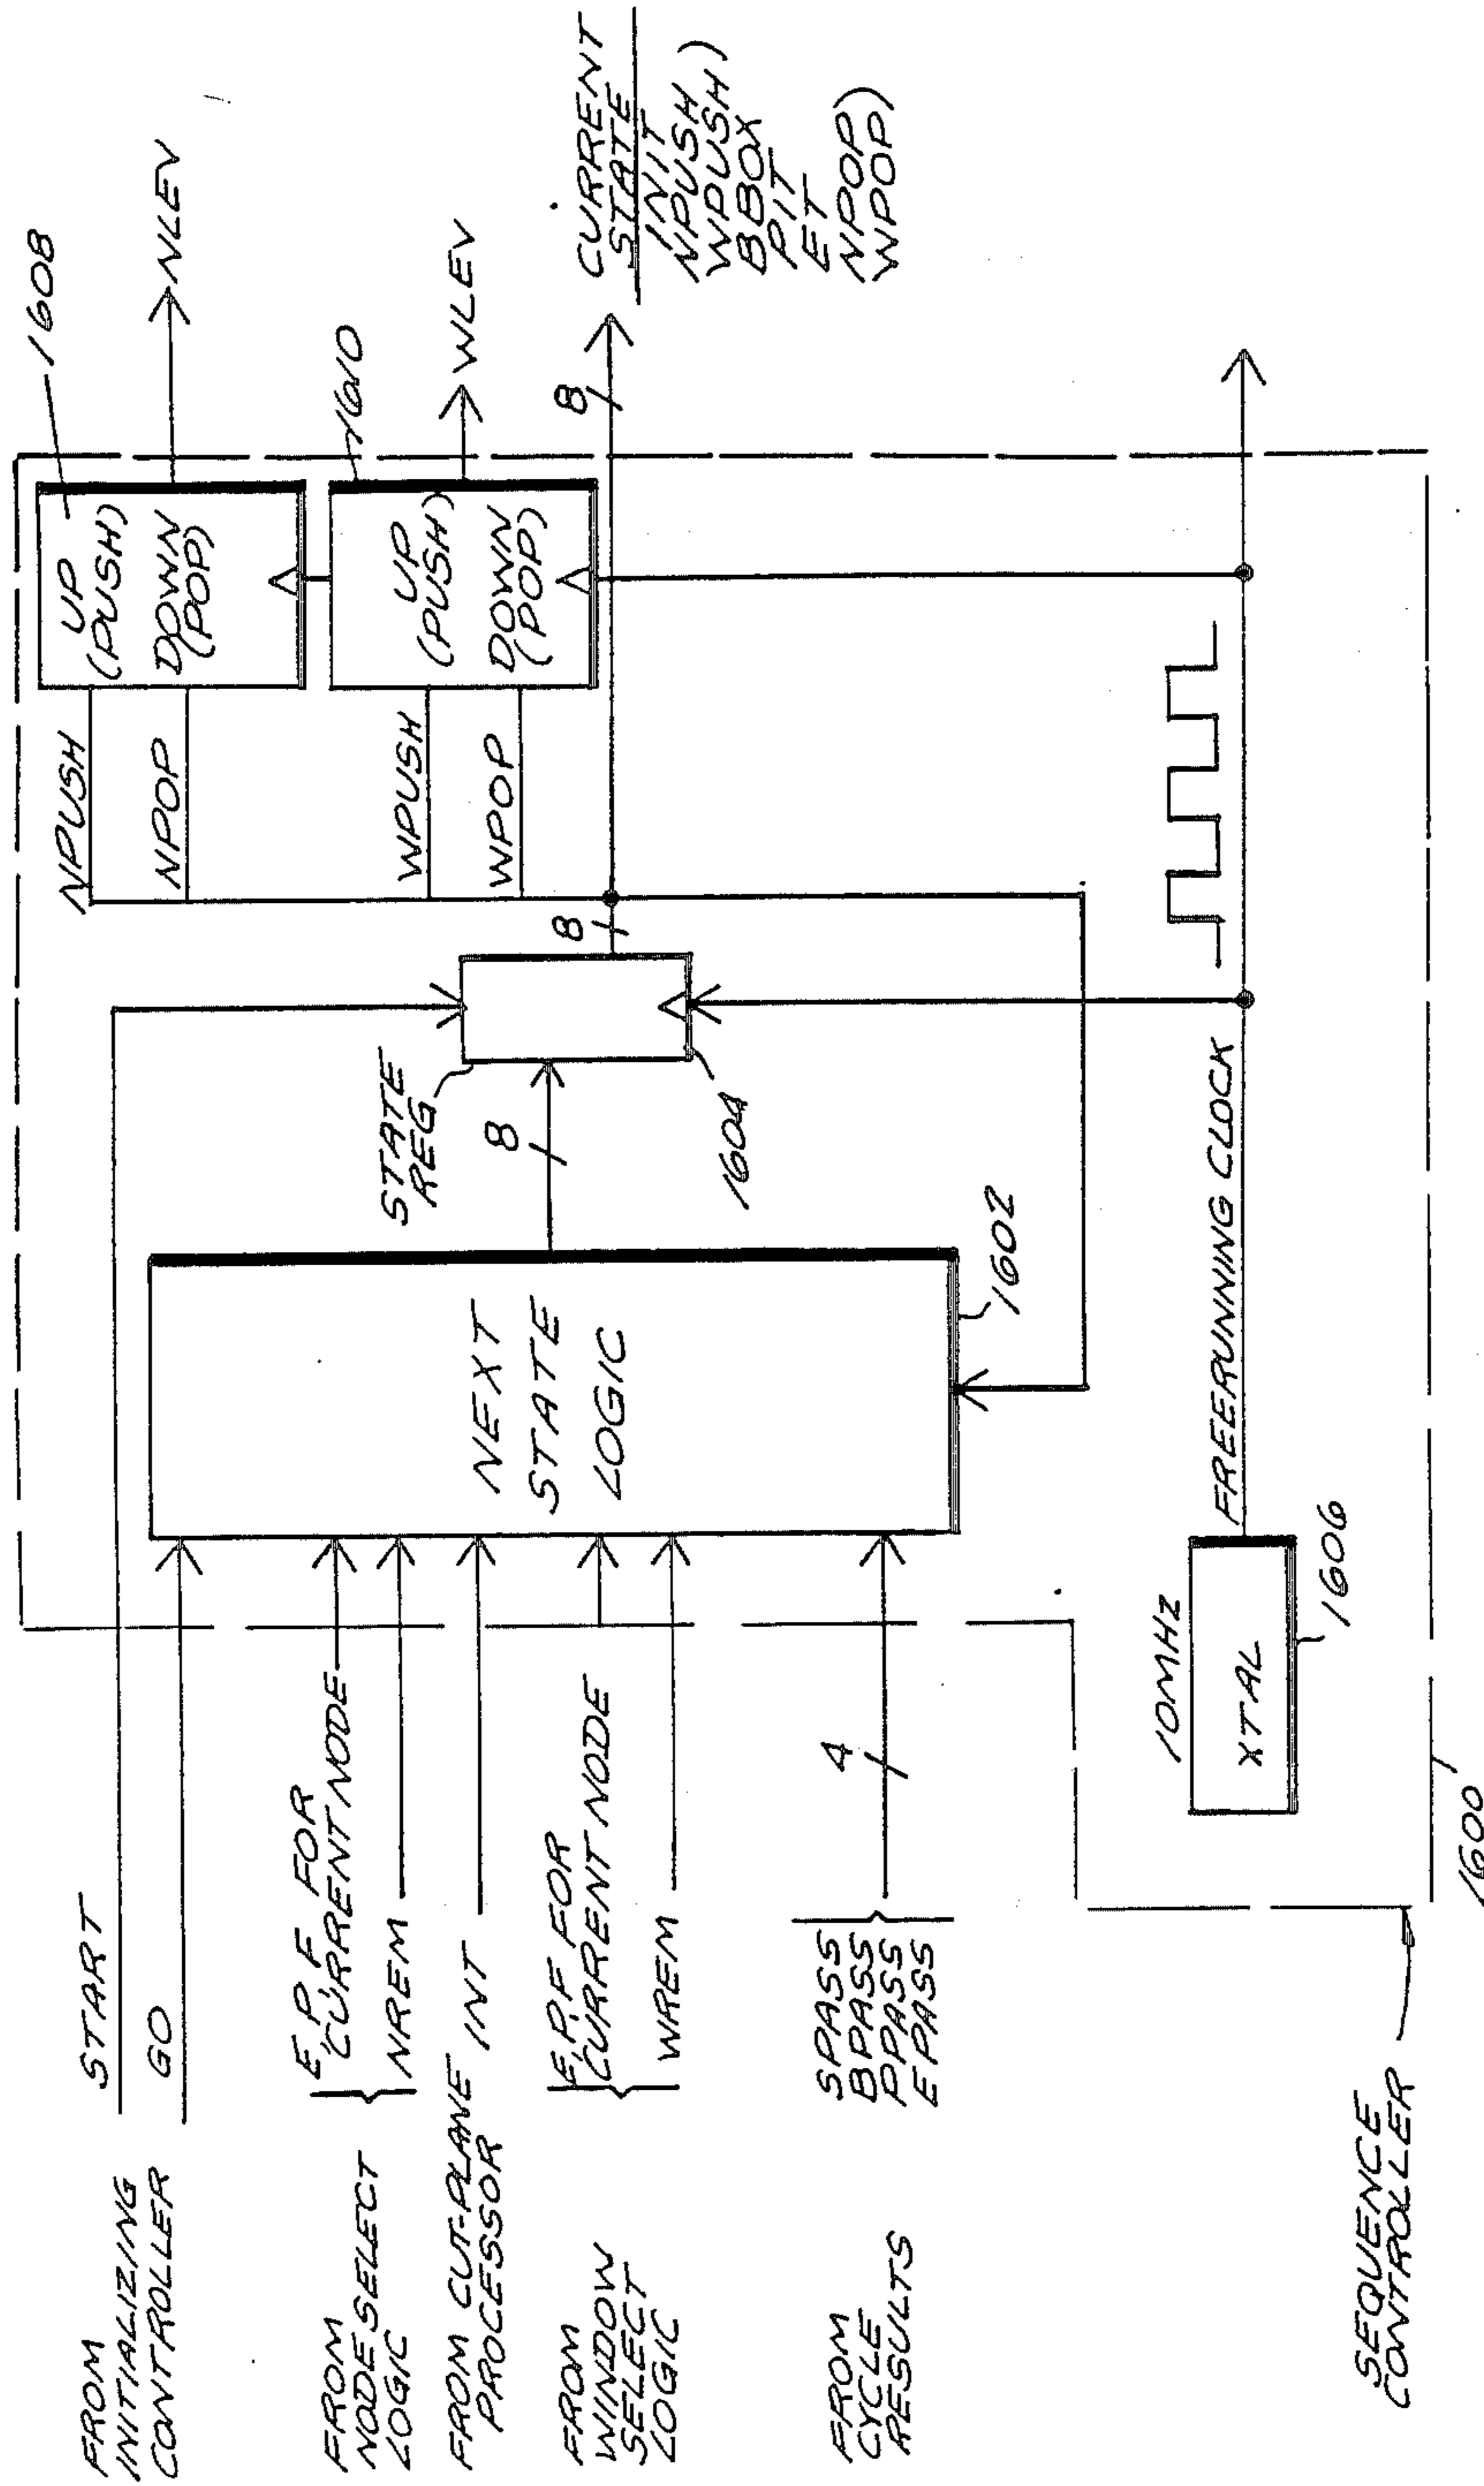 FROM
INITIALIZING
CONTROLLER
START
GO
FROM
NODE SELECT
LOGIC
E, P, F FOR
CURRENT NODE
NREM
FROM CUT-PLANE
PROCESSOR
INT
FROM
WINDOW
SELECT
LOGIC
E, P, F FOR
CURRENT NODE
WREM
FROM
CYCLE
RESULTS
SPASS
BPASS
PPASS
EPASS
4
SEQUENCE
CONTROLLER
1600
10MHz
XTAL
1606
FREERUNNING CLOCK
NEXT
STATE
LOGIC
1602
8
STATE
REG
1604
8
NPUSH
NPOP
WPUSH
WPOP
UP
(PUSH)
DOWN
(POP)
1608
UP
(PUSH)
DOWN
(POP)
1610
NLEV
WLEV
8
CURRENT
STATE
INIT
NPUSH)
WPUSH)
BBOX
PIT
ET
NPOP)
WPOP)